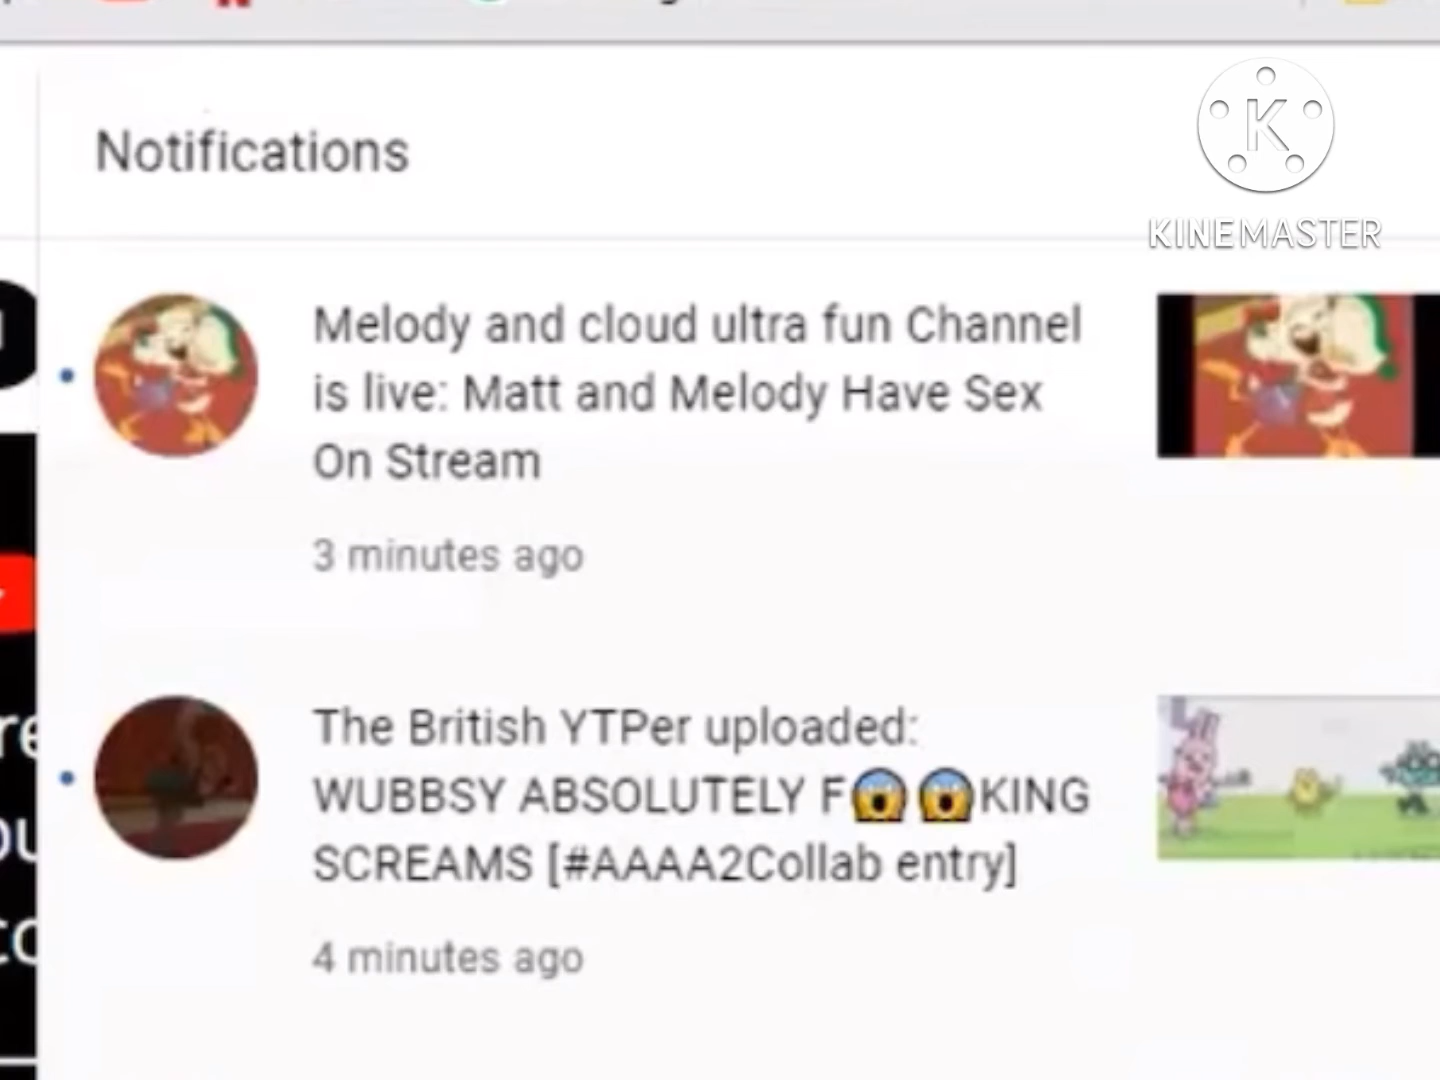 Notifications
K
KINEMASTER
Melody and cloud ultra fun Channel
is live: Matt and Melody Have Sex
On Stream
3 minutes ago
The British YTPer uploaded:
WUBBSY ABSOLUTELY F😱😱KING
SCREAMS [#AAAA2Collab entry]
4 minutes ago